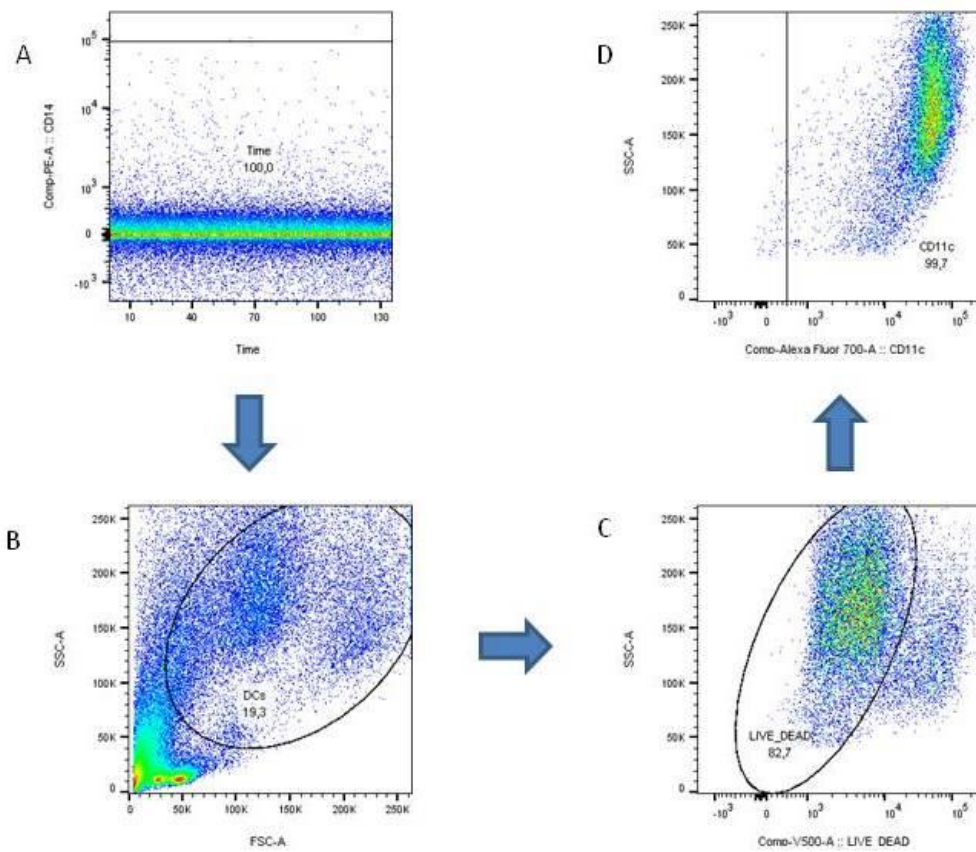 A
Comp-PE-A :: CD14
10^5
10^4
10^3
0
-10^3
Time
100,0
10
40
70
100
130
Time
D
SSC-A
250K
200K
150K
100K
50K
0
CD11c
99,7
-10^3
0
10^3
10^4
10^5
Comp-Alexa Fluor 700-A :: CD11c
B
SSC-A
250K
200K
150K
100K
50K
0
DCs
19,3
0
50K
100K
150K
200K
250K
FSC-A
C
SSC-A
250K
200K
150K
100K
50K
0
LIVE_DEAD
82,7
-10^3
0
10^3
10^4
10^5
Comp-V500-A :: LIVE_DEAD